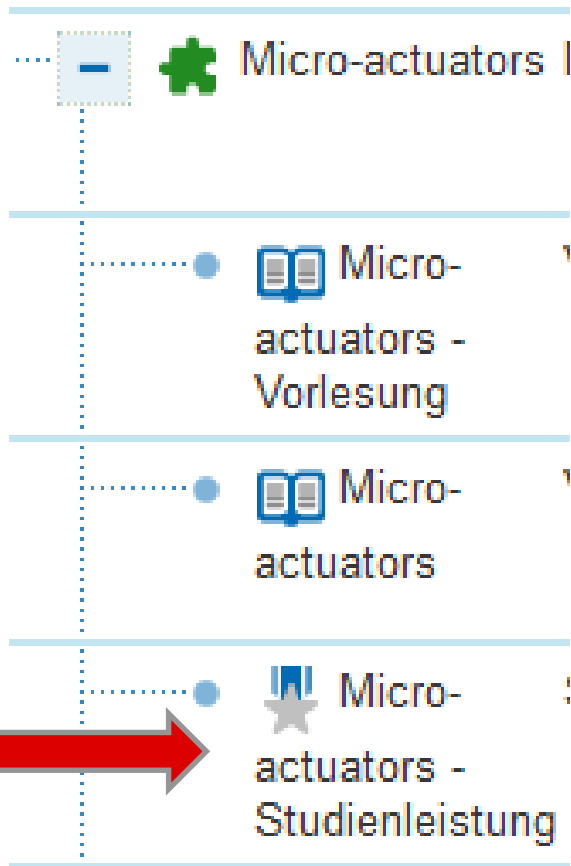 Micro-actuators
Micro-
actuators -
Vorlesung
Micro-
actuators
Micro-
actuators -
Studienleistung